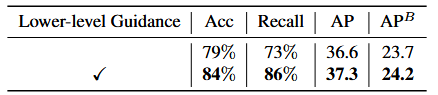 Lower-level Guidance Acc Recall AP AP^B
79% 73% 36.6 23.7
✓ 84% 86% 37.3 24.2